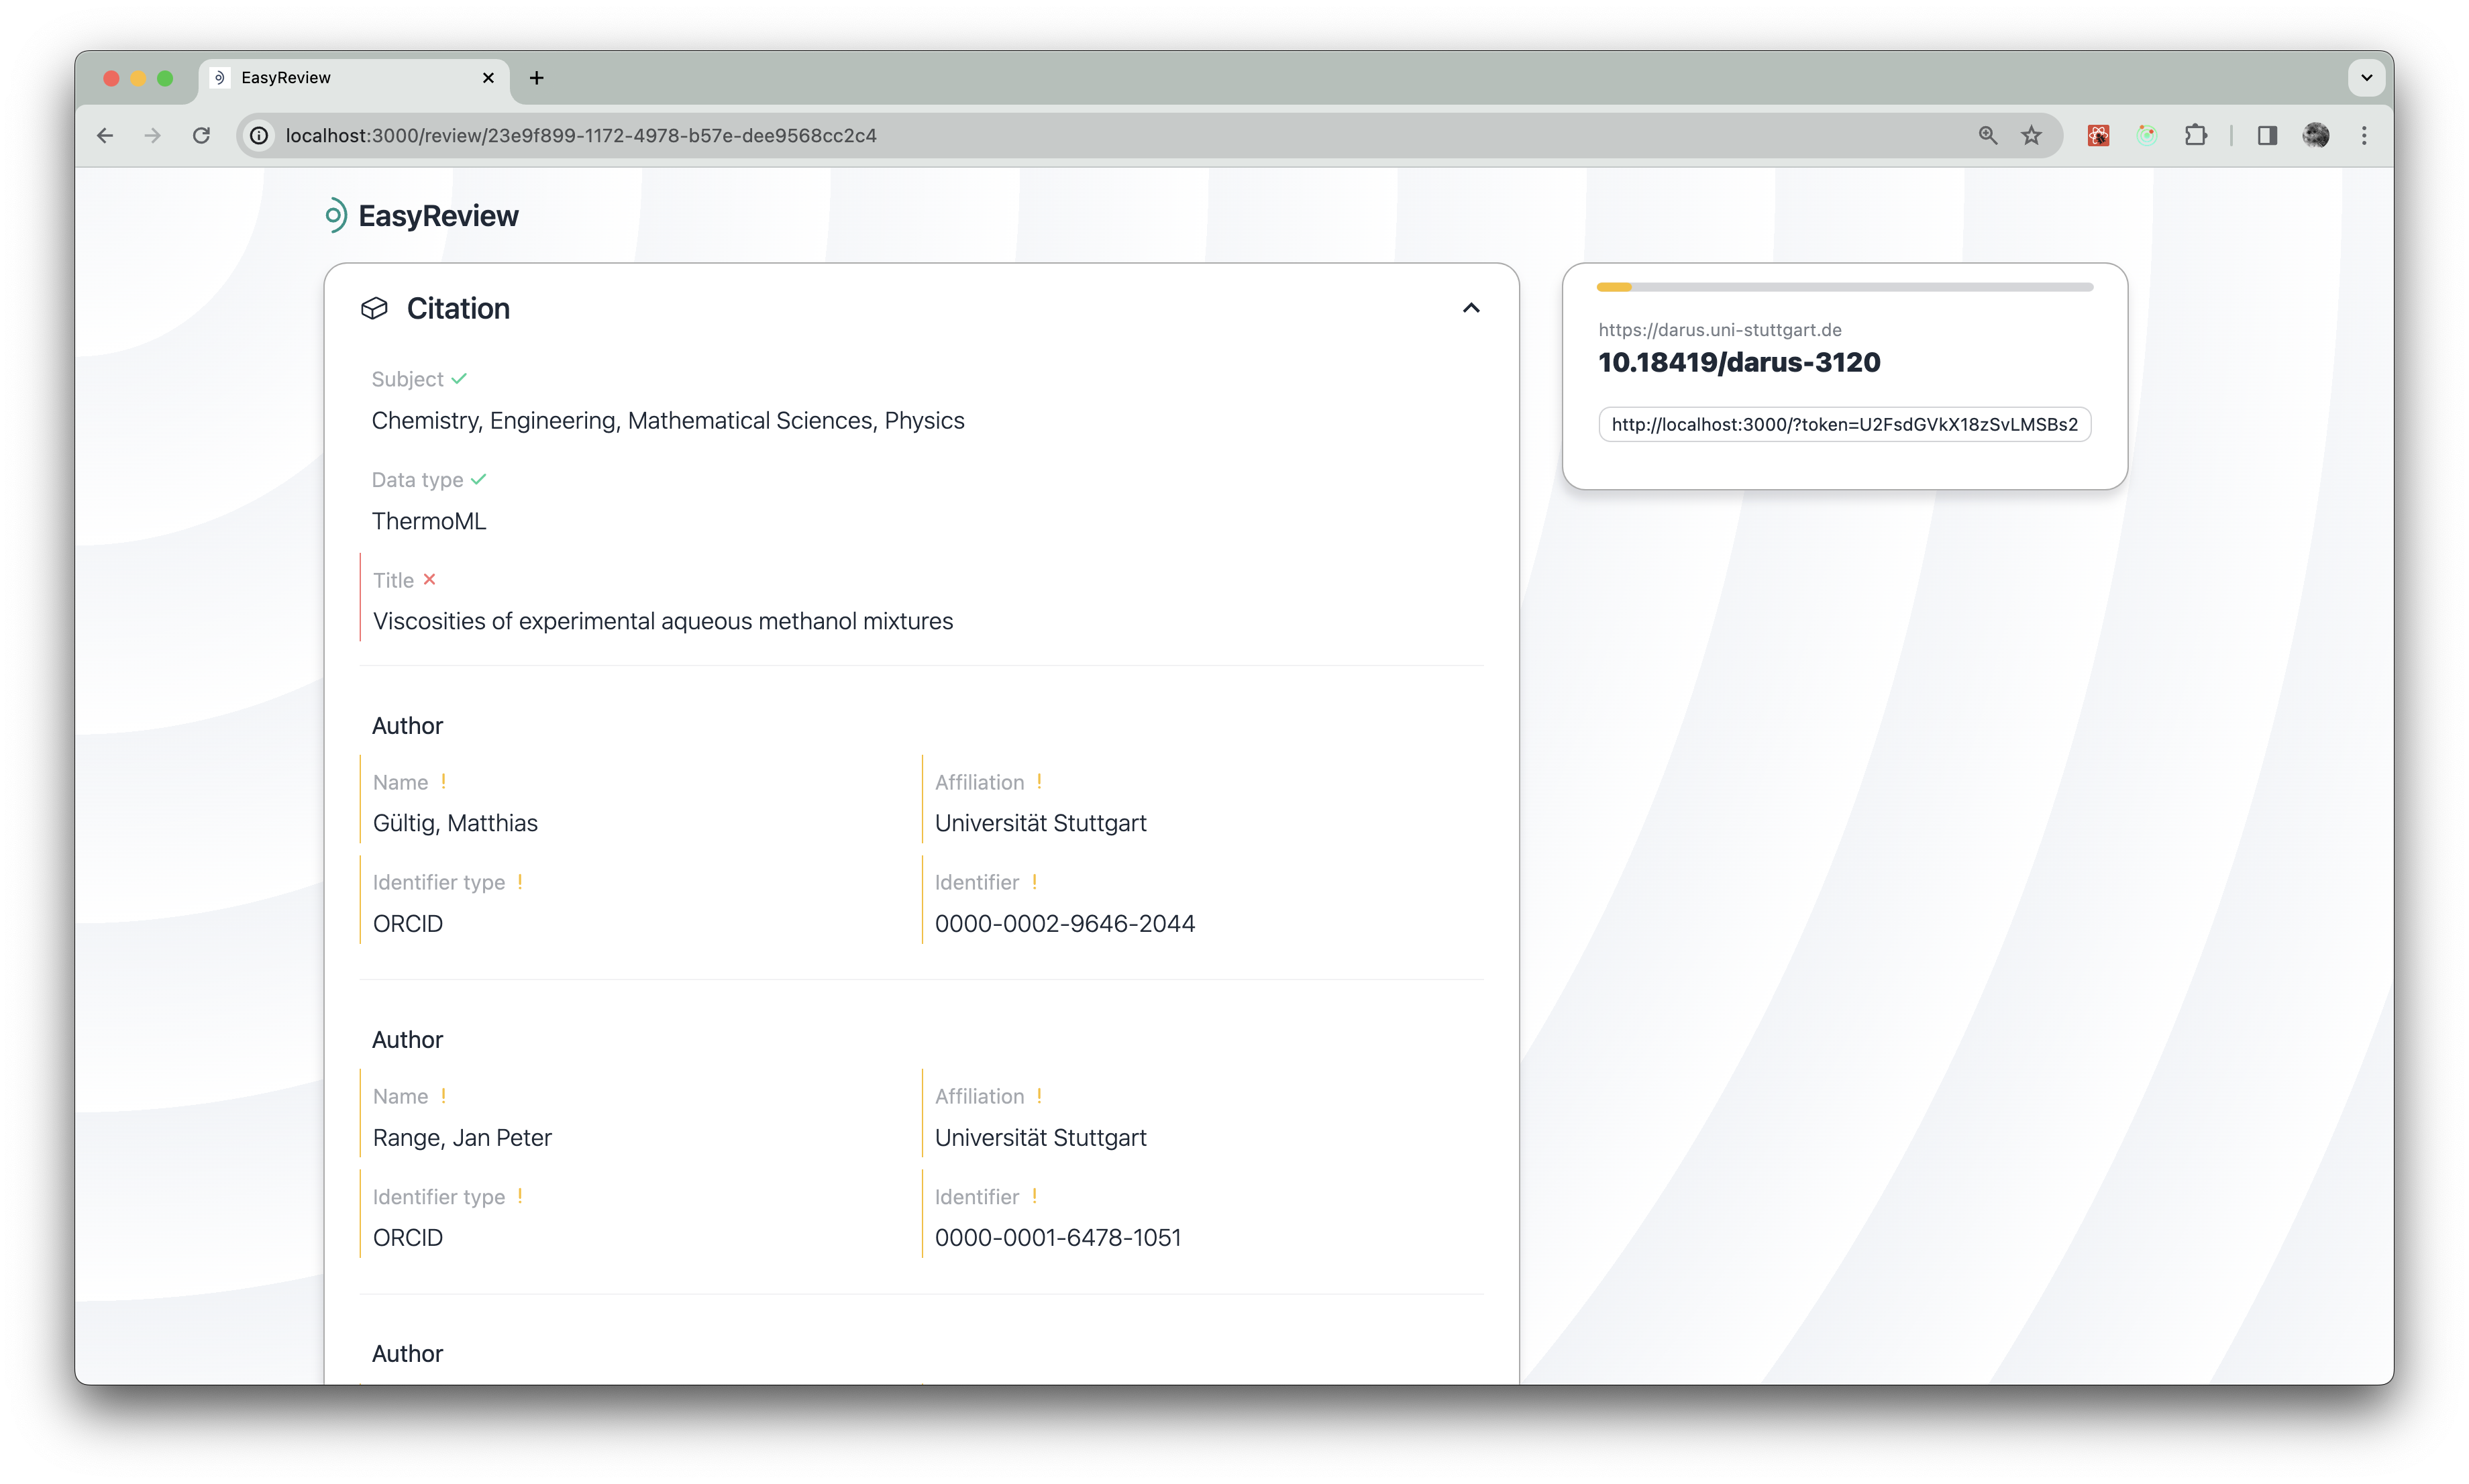 EasyReview
localhost:3000/review/23e9f899-1172-4978-b57e-dee9568cc2c4
EasyReview
Citation
Subject
Chemistry, Engineering, Mathematical Sciences, Physics
Data type
ThermoML
Title
Viscosities of experimental aqueous methanol mixtures
Author
Name ! Affiliation !
Gültig, Matthias Universität Stuttgart
Identifier type ! Identifier !
ORCID 0000-0002-9646-2044
Author
Name ! Affiliation !
Range, Jan Peter Universität Stuttgart
Identifier type ! Identifier !
ORCID 0000-0001-6478-1051
Author
https://darus.uni-stuttgart.de
10.18419/darus-3120
http://localhost:3000/?token=U2FsdGVkX18zSvLMSBs2